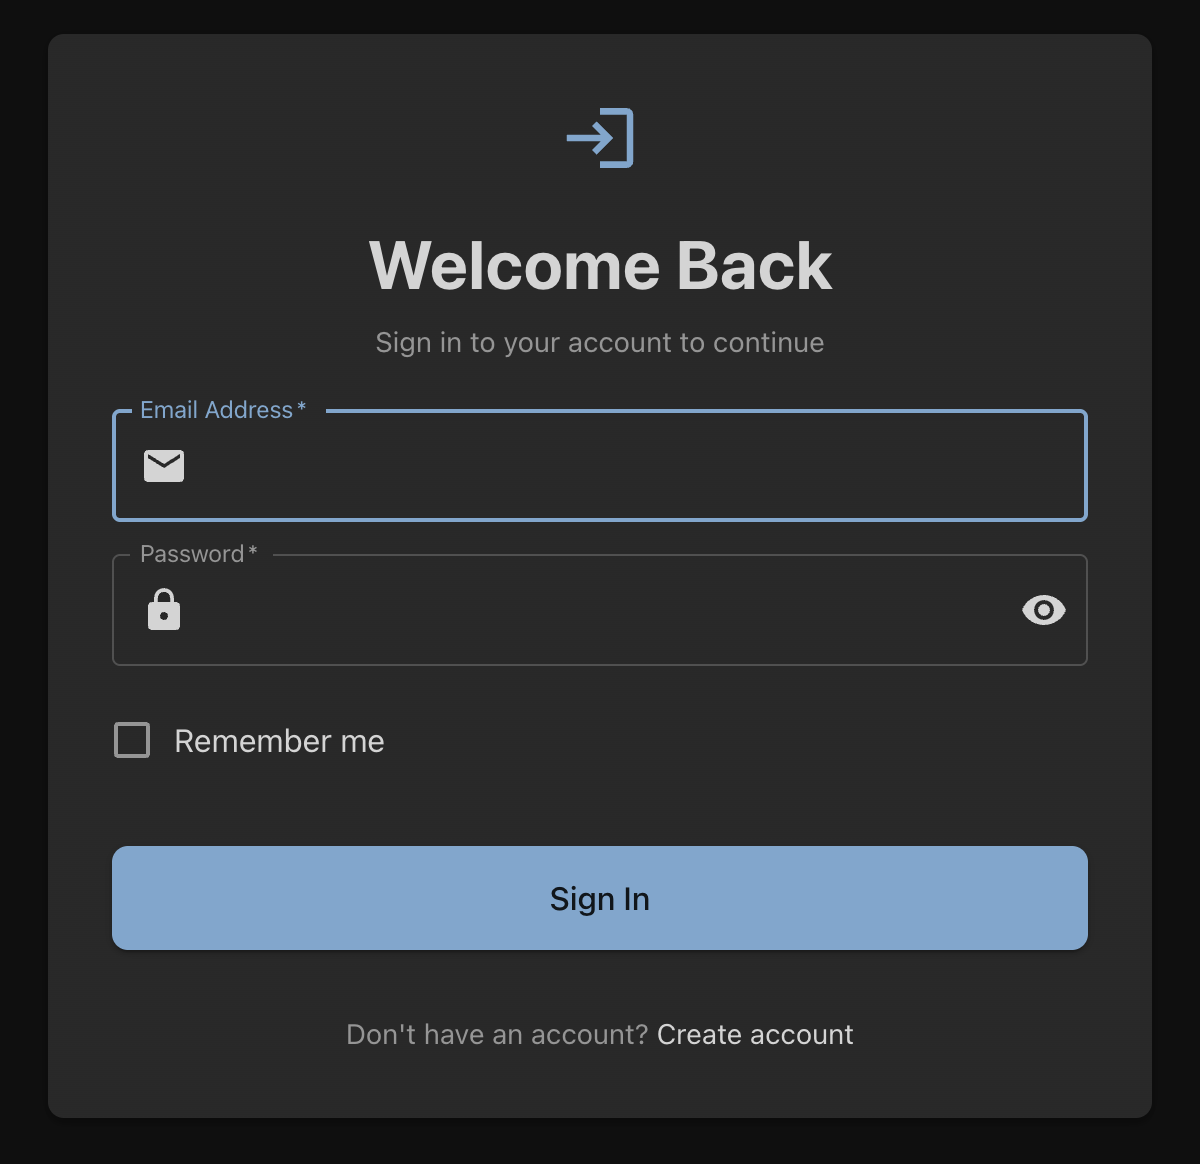 Welcome Back
Sign in to your account to continue
Email Address *
Password *
Remember me
Sign In
Don't have an account? Create account